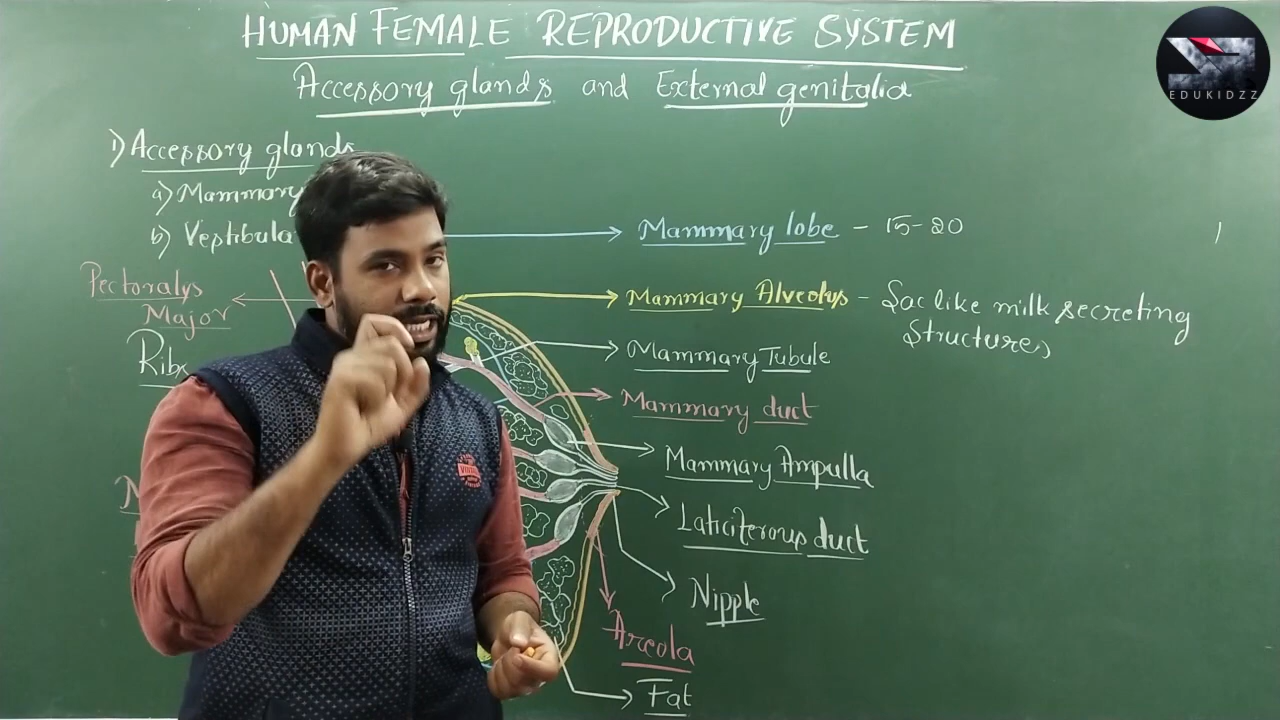 HUMAN FEMALE REPRODUCTIVE SYSTEM
Accessory glands and External genitalia
EDUKIDZZ
1) Accessory glands
a) Mammary
b) Vestibula
Mammary lobe - 15-20
Pectoralys
Major
Mammary Alveolus - Sac like milk secreting
structures
Mammary Tubule
Ribs
Mammary duct
Mammary Ampulla
Laticiferous duct
Nipple
Areola
Fat